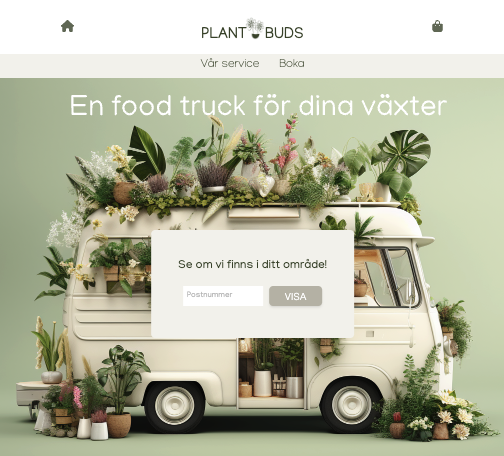 PLANT BUDS
Vår service Boka
En food truck för dina växter
Se om vi finns i ditt område!
Postnummer VISA